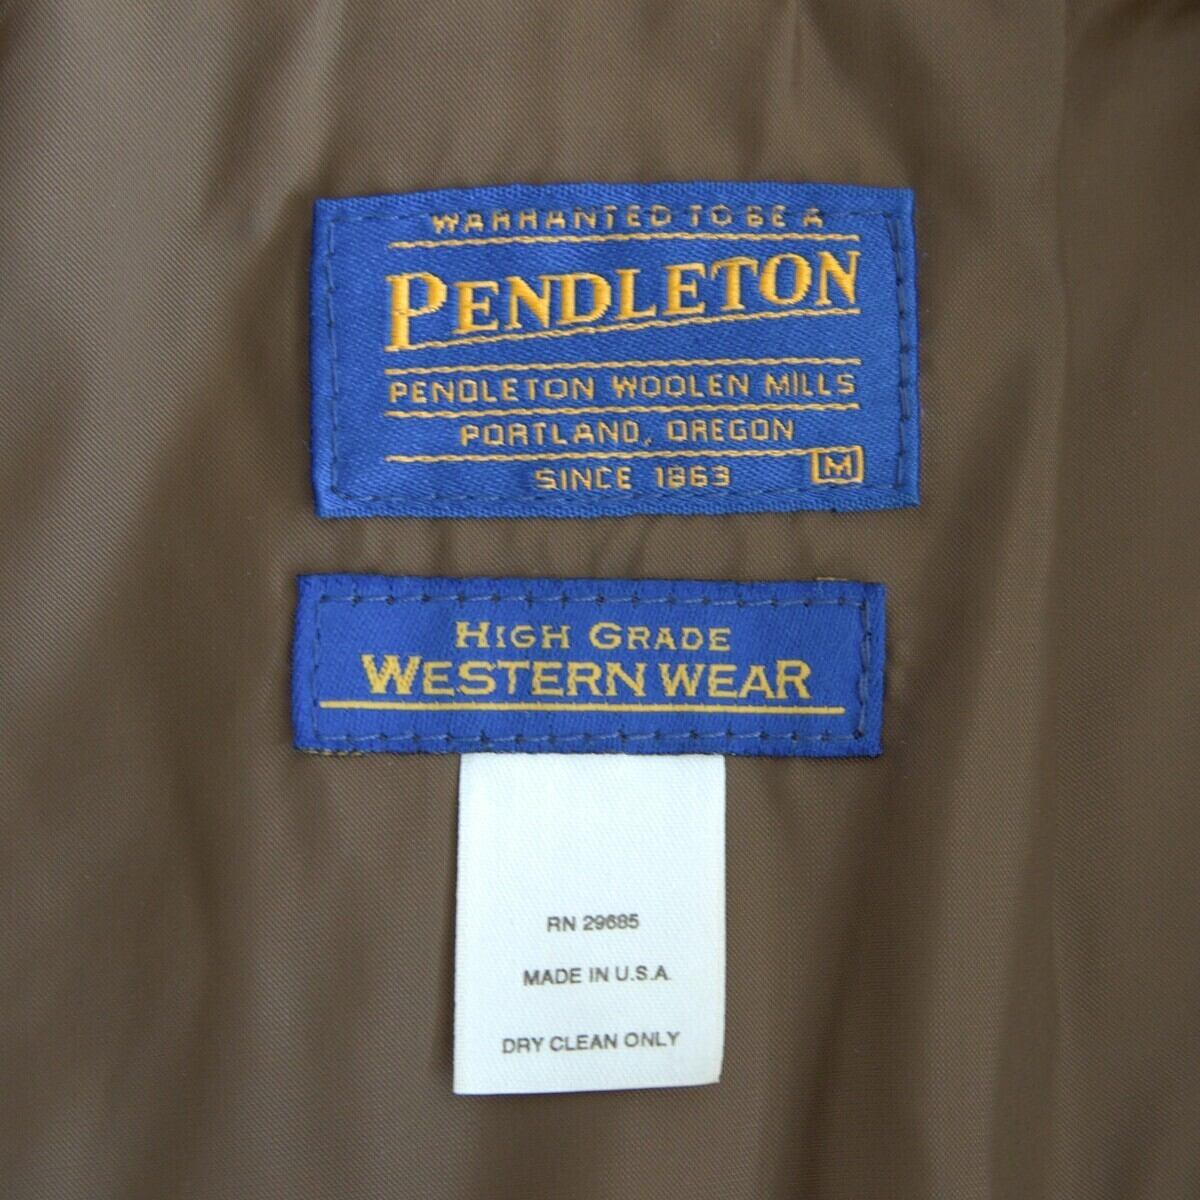 WARRANTED TO BE A
PENDLETON
PENDLETON WOOLEN MILLS
PORTLAND, OREGON
SINCE 1863 M
HIGH GRADE
WESTERN WEAR
RN 29685
MADE IN U.S.A.
DRY CLEAN ONLY